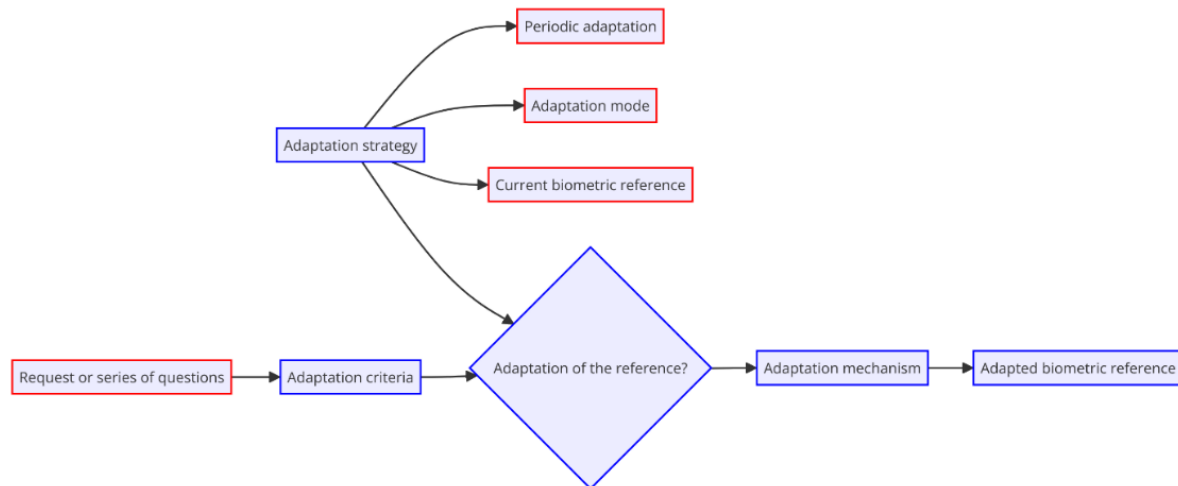 Periodic adaptation
Adaptation mode
Adaptation strategy
Current biometric reference
Request or series of questions
Adaptation criteria
Adaptation of the reference?
Adaptation mechanism
Adapted biometric reference